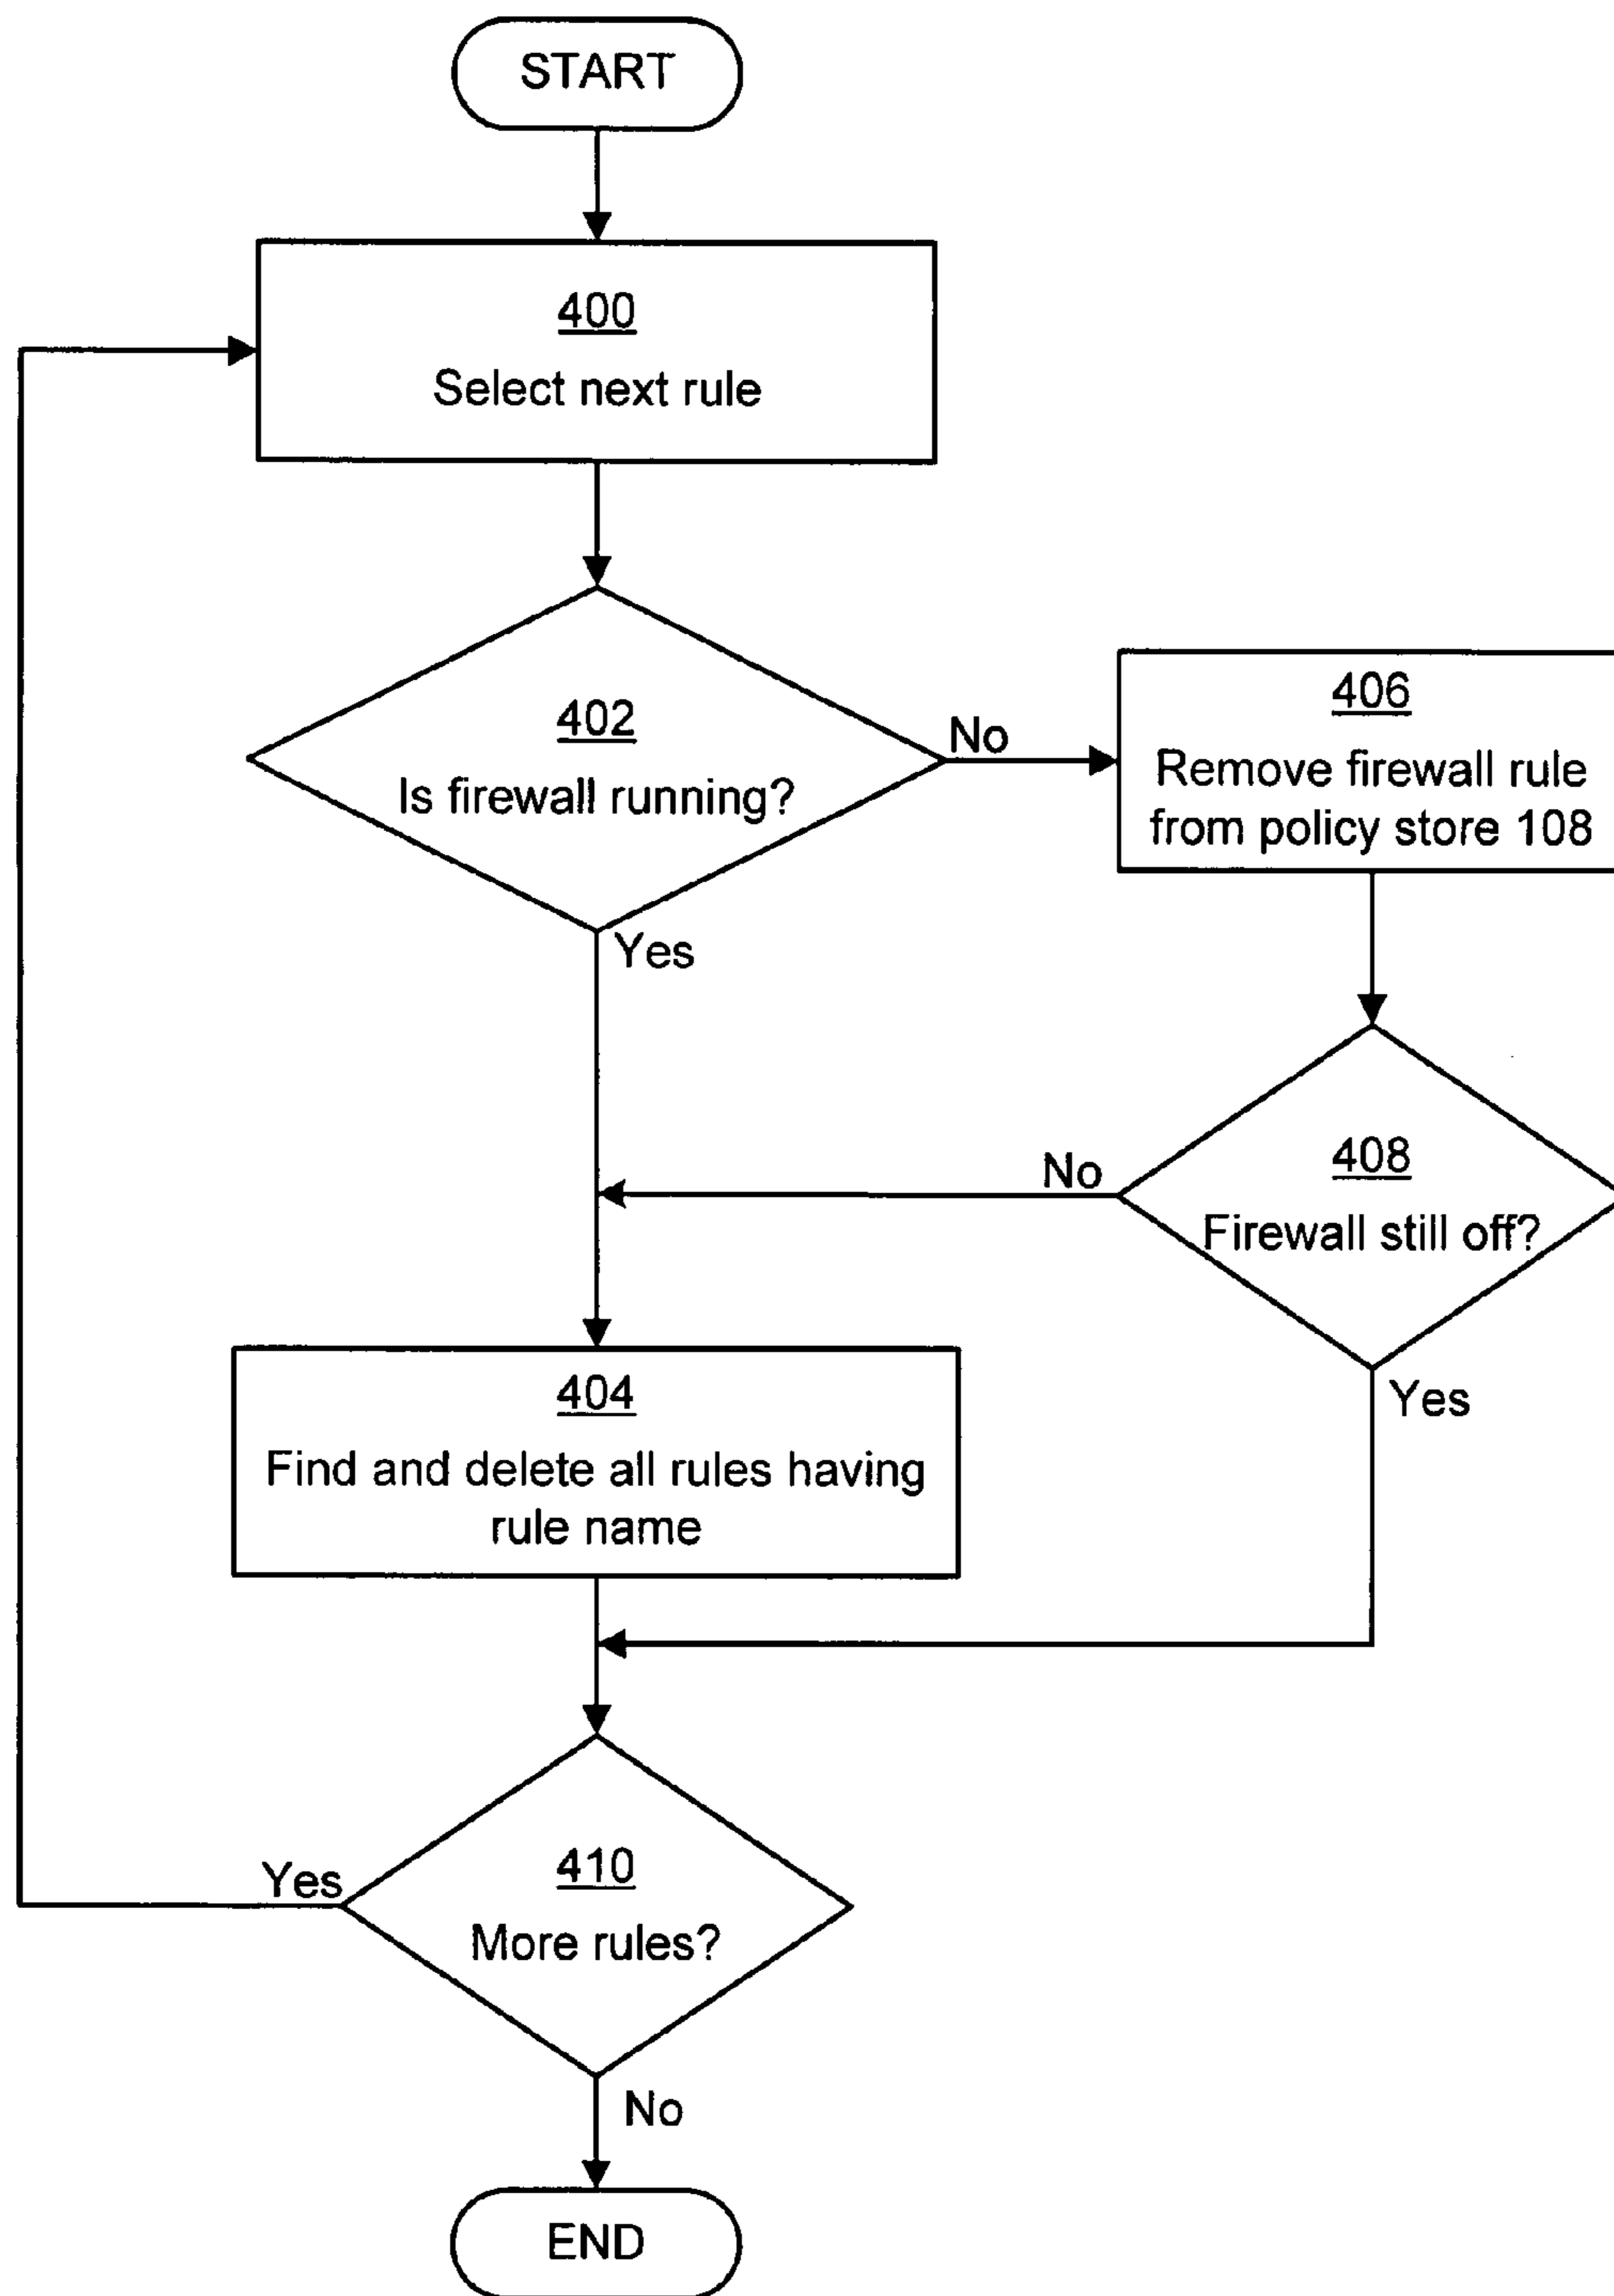 START
400
Select next rule
402
Is firewall running?
No
406
Remove firewall rule
from policy store 108
Yes
408
Firewall still off?
No
Yes
404
Find and delete all rules having
rule name
410
More rules?
Yes
No
END